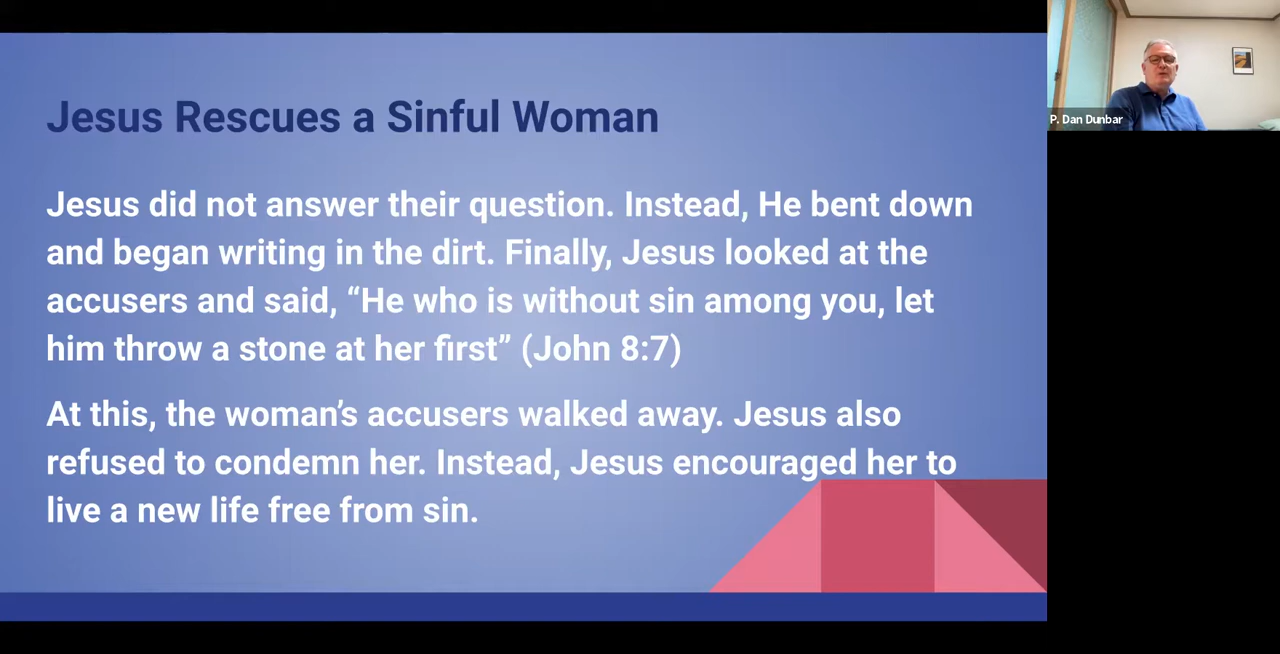 Jesus Rescues a Sinful Woman
Jesus did not answer their question. Instead, He bent down
and began writing in the dirt. Finally, Jesus looked at the
accusers and said, “He who is without sin among you, let
him throw a stone at her first” (John 8:7)
At this, the woman’s accusers walked away. Jesus also
refused to condemn her. Instead, Jesus encouraged her to
live a new life free from sin.
P. Dan Dunbar